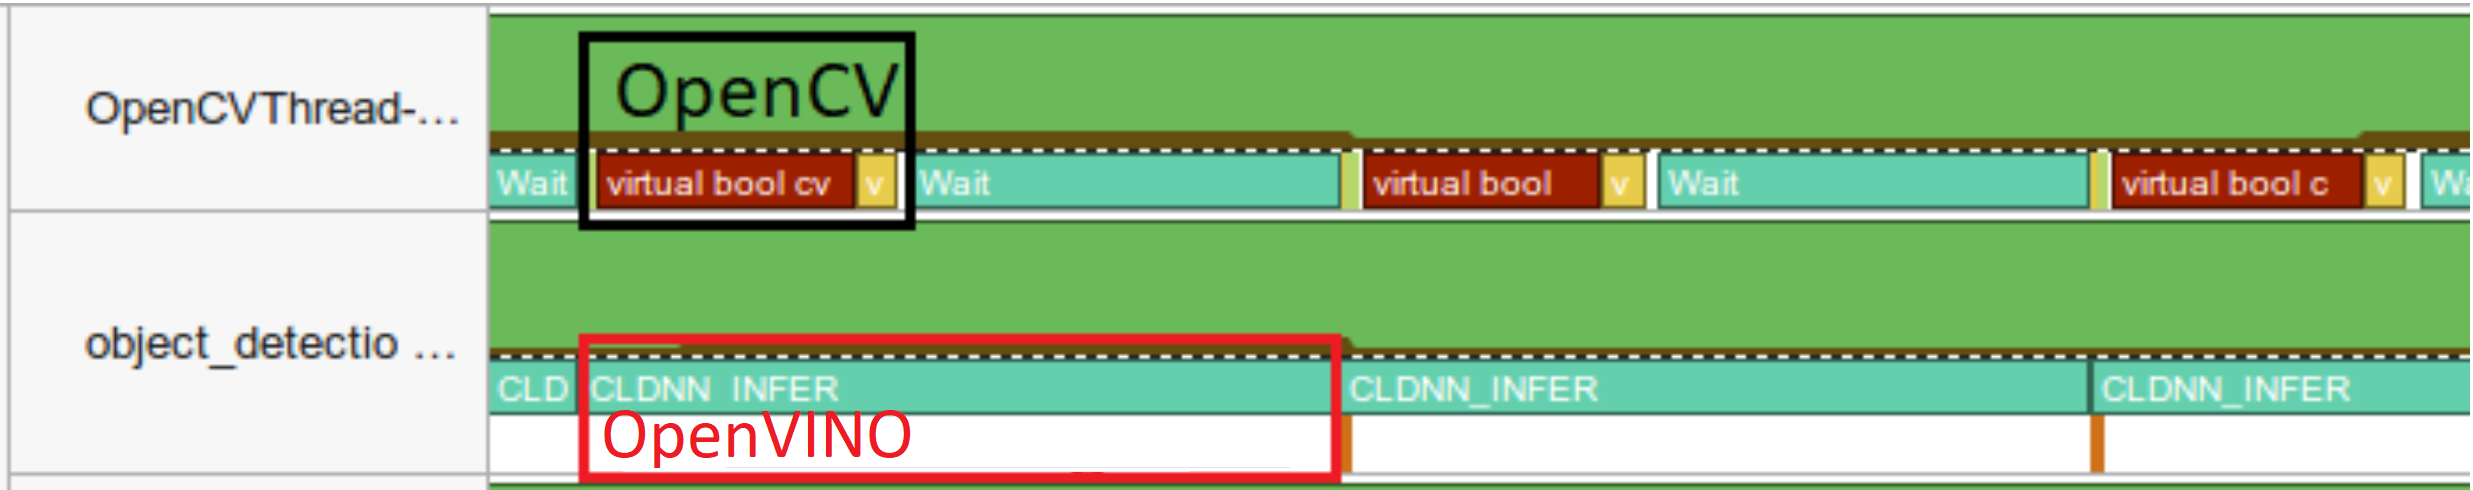 OpenCV
OpenCVThread-...
Wait virtual bool cv v Wait virtual bool v Wait virtual bool c v Wa
object_detectio ...
CLD CLDNN_INFER CLDNN_INFER CLDNN_INFER
OpenVINO